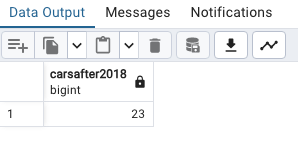 Data Output Messages Notifications
carsafter2018
bigint
1 23